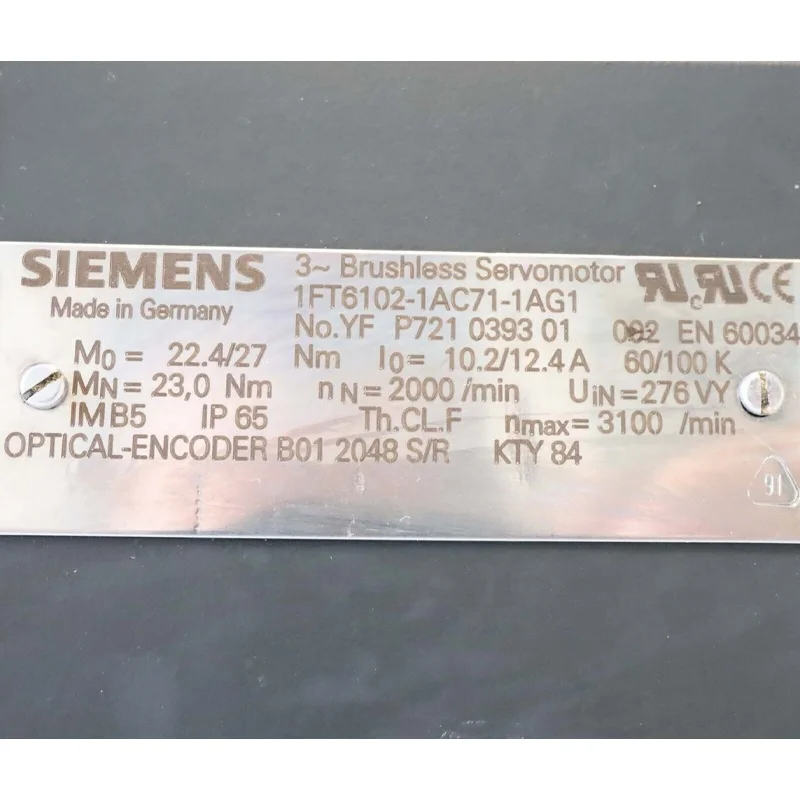 SIEMENS 3~ Brushless Servomotor
Made in Germany 1FT6102-1AC71-1AG1
No.YF P721 0393 01 002 EN 60034
M0 = 22.4/27 Nm I0 = 10.2/12.4 A 60/100 K
MN = 23,0 Nm nN = 2000 /min UiN = 276 VY
IM B5 IP 65 Th.CL.F nmax = 3100 /min
OPTICAL-ENCODER B01 2048 S/R KTY 84
91